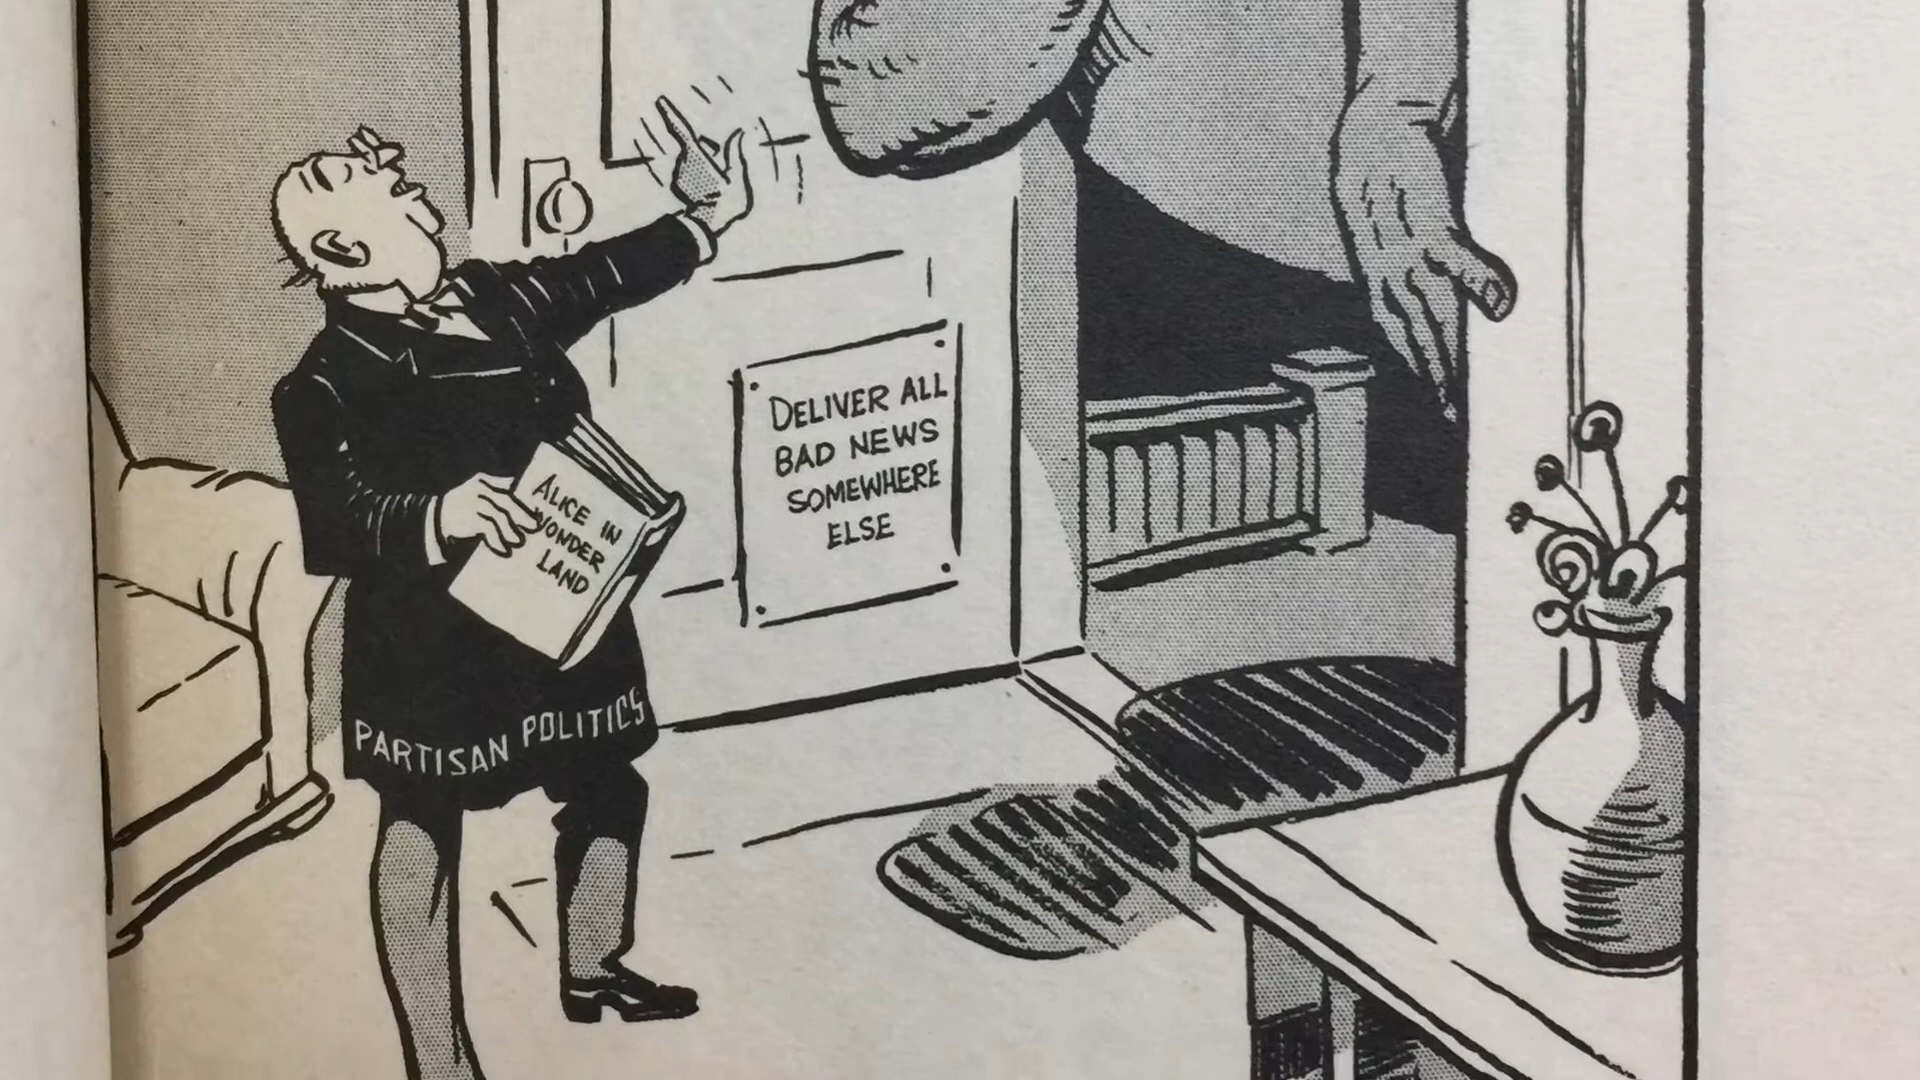 DELIVER ALL
BAD NEWS
SOMEWHERE
ELSE
ALICE IN
WONDER
LAND
PARTISAN POLITICS